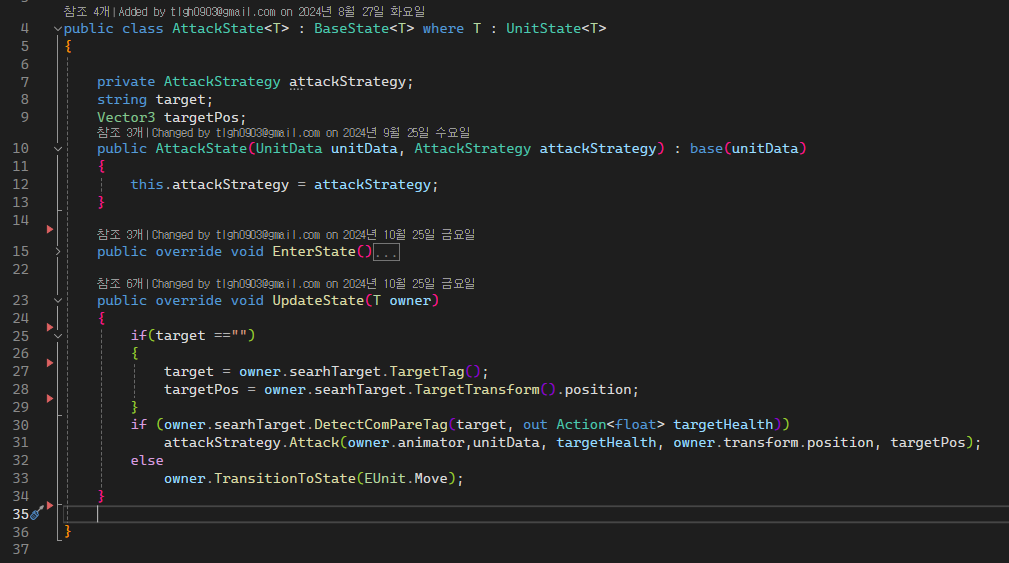 참조 4개|Added by tlgh0903@gmail.com on 2024년 8월 27일 화요일
4 public class AttackState<T> : BaseState<T> where T : UnitState<T>
5 {
6
7 private AttackStrategy attackStrategy;
8 string target;
9 Vector3 targetPos;
참조 3개|Changed by tlgh0903@gmail.com on 2024년 9월 25일 수요일
10 public AttackState(UnitData unitData, AttackStrategy attackStrategy) : base(unitData)
11 {
12 this.attackStrategy = attackStrategy;
13 }
14
참조 3개|Changed by tlgh0903@gmail.com on 2024년 10월 25일 금요일
15 public override void EnterState()...
22
참조 6개|Changed by tlgh0903@gmail.com on 2024년 10월 25일 금요일
23 public override void UpdateState(T owner)
24 {
25 if(target =="")
26 {
27 target = owner.searhTarget.TargetTag();
28 targetPos = owner.searhTarget.TargetTransform().position;
29 }
30 if (owner.searhTarget.DetectComPareTag(target, out Action<float> targetHealth))
31 attackStrategy.Attack(owner.animator,unitData, targetHealth, owner.transform.position, targetPos);
32 else
33 owner.TransitionToState(EUnit.Move);
34 }
35
36 }
37